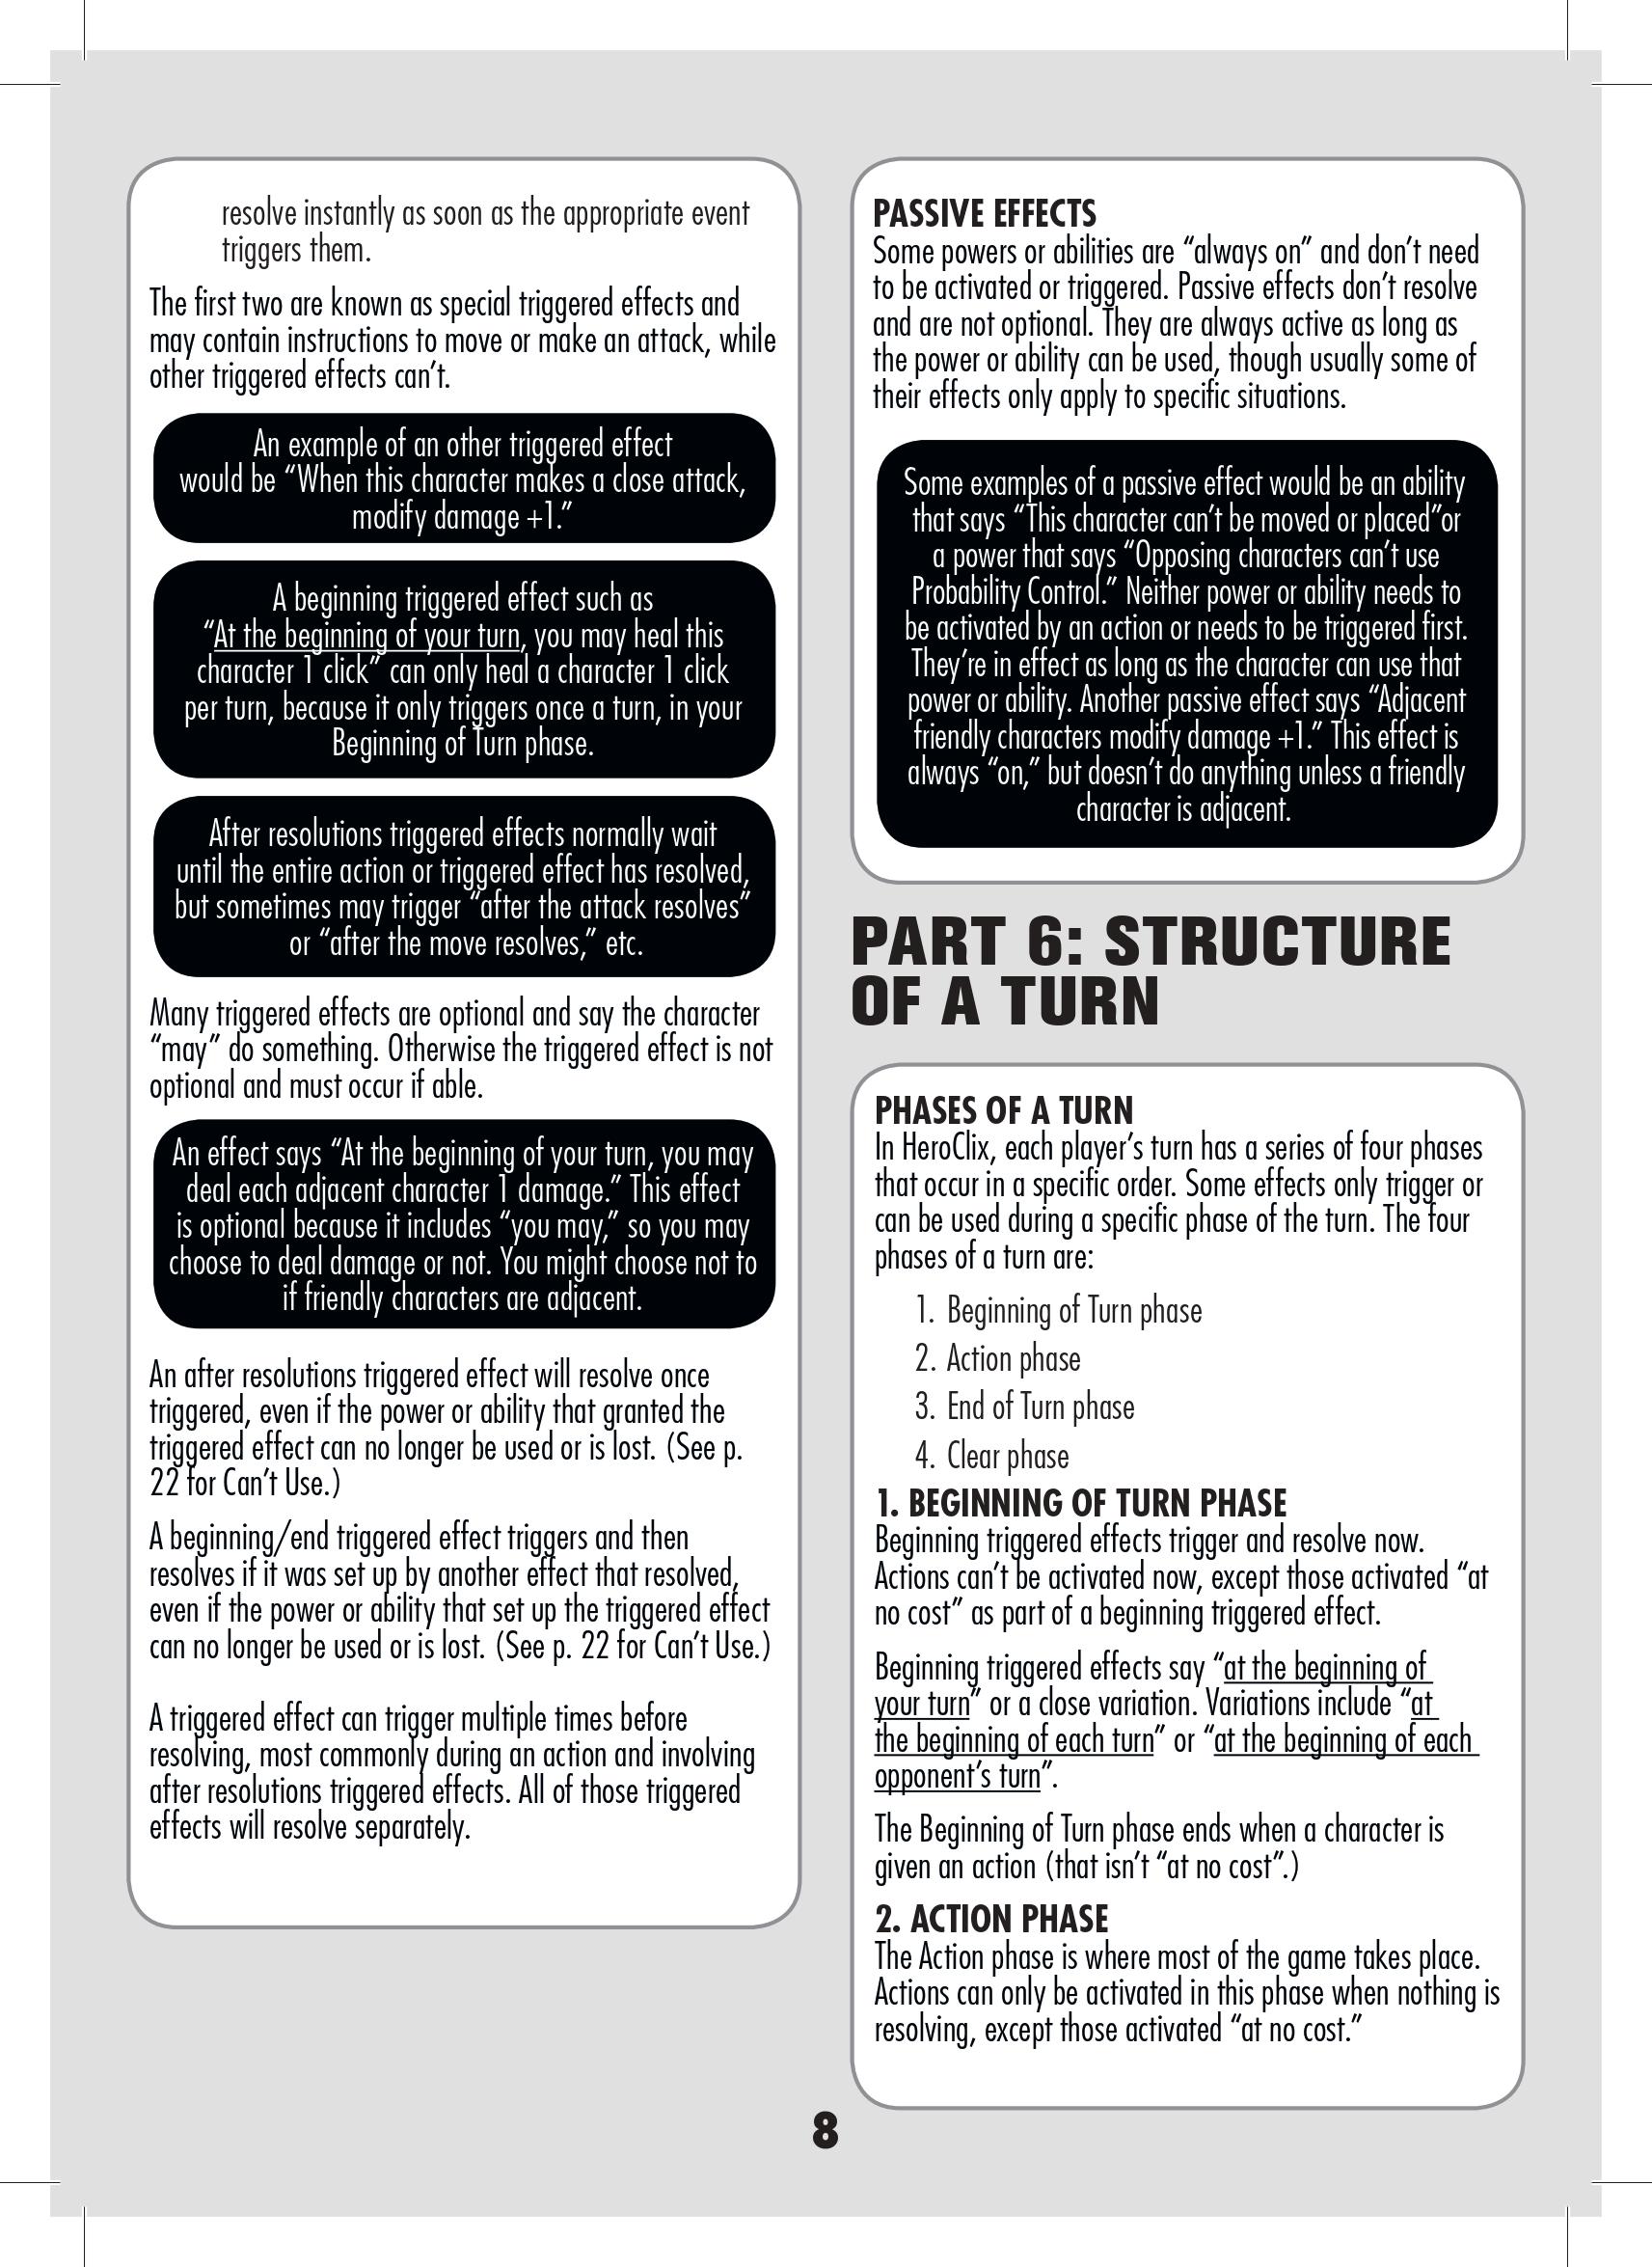 resolve instantly as soon as the appropriate event
triggers them.
The first two are known as special triggered effects and
may contain instructions to move or make an attack, while
other triggered effects can’t.
An example of an other triggered effect
would be “When this character makes a close attack,
modify damage +1.”
A beginning triggered effect such as
“At the beginning of your turn, you may heal this
character 1 click” can only heal a character 1 click
per turn, because it only triggers once a turn, in your
Beginning of Turn phase.
After resolutions triggered effects normally wait
until the entire action or triggered effect has resolved,
but sometimes may trigger “after the attack resolves”
or “after the move resolves,” etc.
Many triggered effects are optional and say the character
“may” do something. Otherwise the triggered effect is not
optional and must occur if able.
An effect says “At the beginning of your turn, you may
deal each adjacent character 1 damage.” This effect
is optional because it includes “you may,” so you may
choose to deal damage or not. You might choose not to
if friendly characters are adjacent.
An after resolutions triggered effect will resolve once
triggered, even if the power or ability that granted the
triggered effect can no longer be used or is lost. (See p.
22 for Can’t Use.)
A beginning/end triggered effect triggers and then
resolves if it was set up by another effect that resolved,
even if the power or ability that set up the triggered effect
can no longer be used or is lost. (See p. 22 for Can’t Use.)
A triggered effect can trigger multiple times before
resolving, most commonly during an action and involving
after resolutions triggered effects. All of those triggered
effects will resolve separately.
PASSIVE EFFECTS
Some powers or abilities are “always on” and don’t need
to be activated or triggered. Passive effects don’t resolve
and are not optional. They are always active as long as
the power or ability can be used, though usually some of
their effects only apply to specific situations.
Some examples of a passive effect would be an ability
that says “This character can’t be moved or placed”or
a power that says “Opposing characters can’t use
Probability Control.” Neither power or ability needs to
be activated by an action or needs to be triggered first.
They’re in effect as long as the character can use that
power or ability. Another passive effect says “Adjacent
friendly characters modify damage +1.” This effect is
always “on,” but doesn’t do anything unless a friendly
character is adjacent.
PART 6: STRUCTURE
OF A TURN
PHASES OF A TURN
In HeroClix, each player’s turn has a series of four phases
that occur in a specific order. Some effects only trigger or
can be used during a specific phase of the turn. The four
phases of a turn are:
1. Beginning of Turn phase
2. Action phase
3. End of Turn phase
4. Clear phase
1. BEGINNING OF TURN PHASE
Beginning triggered effects trigger and resolve now.
Actions can’t be activated now, except those activated “at
no cost” as part of a beginning triggered effect.
Beginning triggered effects say “at the beginning of
your turn” or a close variation. Variations include “at
the beginning of each turn” or “at the beginning of each
opponent’s turn”.
The Beginning of Turn phase ends when a character is
given an action (that isn’t “at no cost”.)
2. ACTION PHASE
The Action phase is where most of the game takes place.
Actions can only be activated in this phase when nothing is
resolving, except those activated “at no cost.”
8